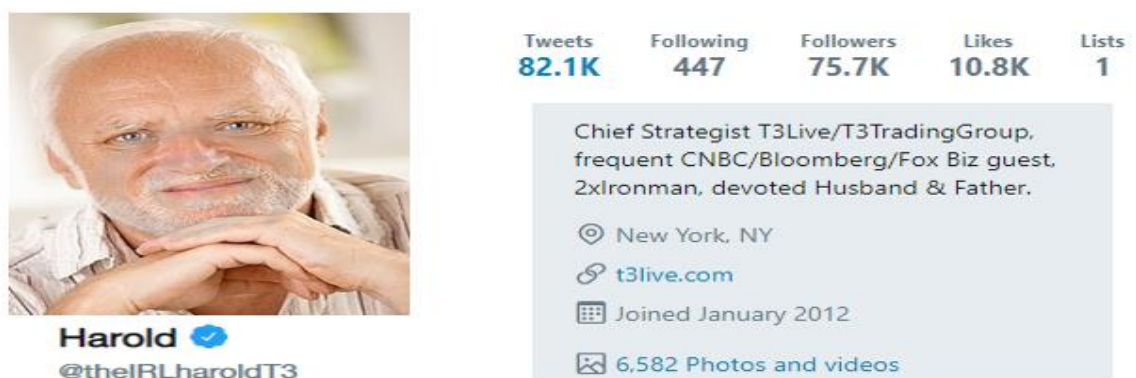 Tweets Following Followers Likes Lists
82.1K 447 75.7K 10.8K 1
Chief Strategist T3Live/T3TradingGroup,
frequent CNBC/Bloomberg/Fox Biz guest,
2xIronman, devoted Husband & Father.
New York, NY
t3live.com
Joined January 2012
6,582 Photos and videos
Harold
@theIRLharoldT3